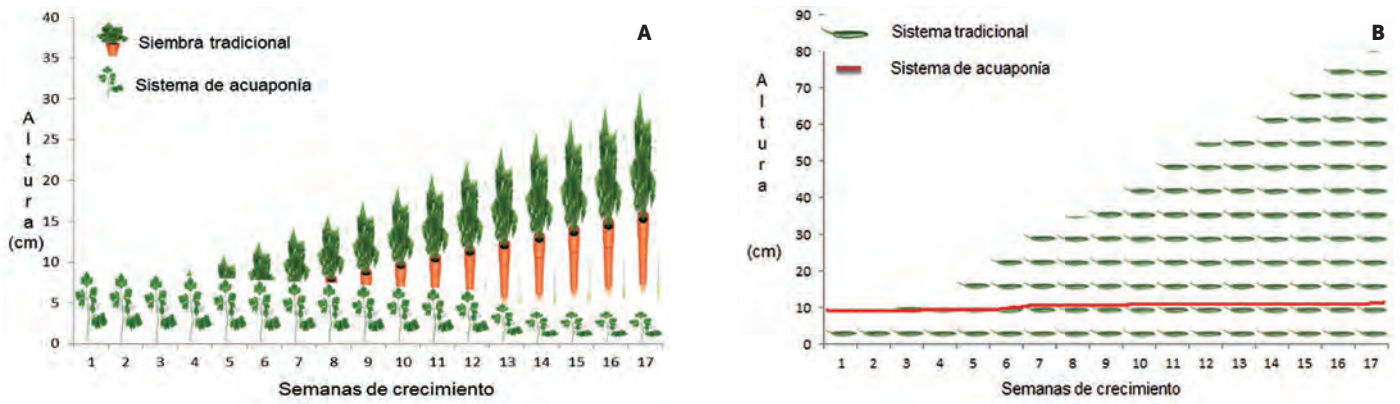 40
35
30
25
20
15
10
5
0
Altura
(cm)
Siembra tradicional
Sistema de acuaponía
A
1 2 3 4 5 6 7 8 9 10 11 12 13 14 15 16 17
Semanas de crecimiento
90
80
70
60
50
40
30
20
10
0
Altura
(cm)
Sistema tradicional
Sistema de acuaponía
B
1 2 3 4 5 6 7 8 9 10 11 12 13 14 15 16 17
Semanas de crecimiento